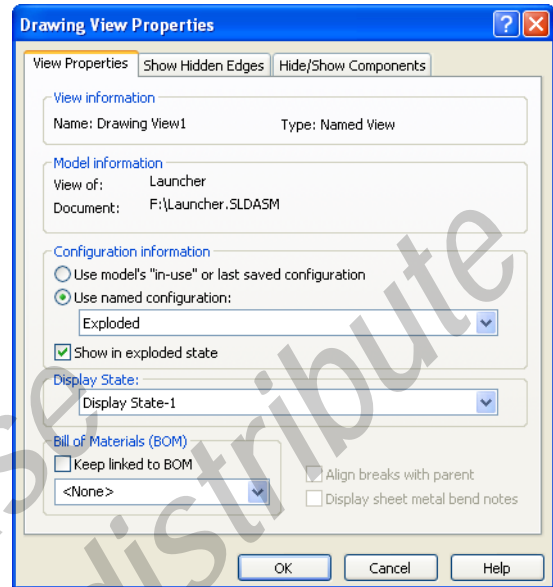 Drawing View Properties
View Properties Show Hidden Edges Hide/Show Components
View information
Name: Drawing View1 Type: Named View
Model information
View of: Launcher
Document: F:\Launcher.SLDASM
Configuration information
Use model's "in-use" or last saved configuration
Use named configuration:
Exploded
Show in exploded state
Display State:
Display State-1
Bill of Materials (BOM)
Keep linked to BOM
<None>
Align breaks with parent
Display sheet metal bend notes
OK Cancel Help
distribute